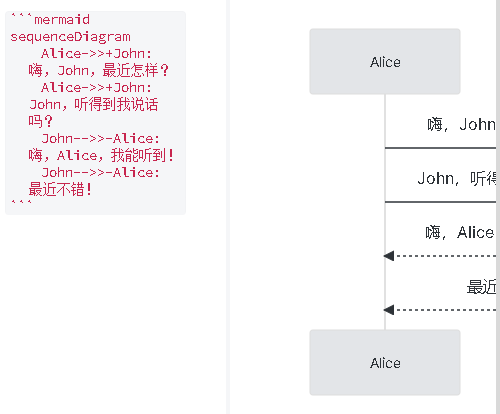 ```mermaid
sequenceDiagram
Alice->>+John:
嗨，John，最近怎样？
Alice->>+John:
John，听得到我说话
吗？
John-->>-Alice:
嗨，Alice，我能听到！
John-->>-Alice:
最近不错！
```
Alice
嗨，John
John，听得
嗨，Alice
最近
Alice